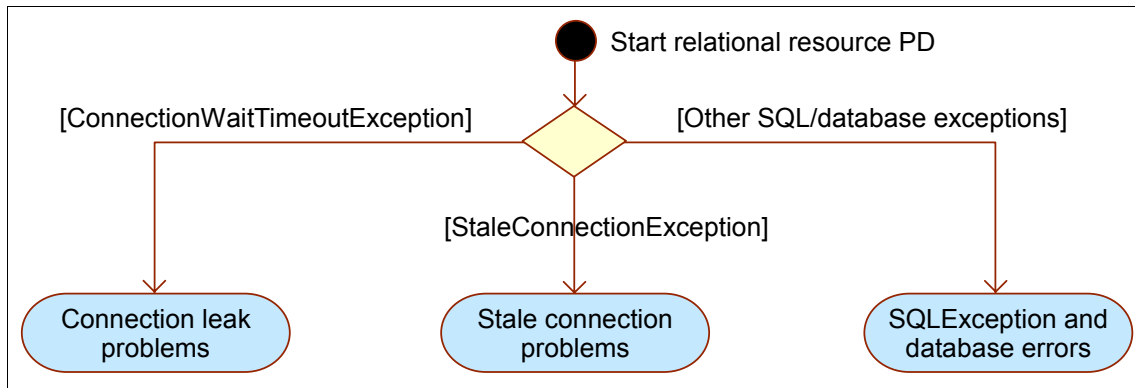 Start relational resource PD
[ConnectionWaitTimeoutException]
[Other SQL/database exceptions]
[StaleConnectionException]
Connection leak
problems
Stale connection
problems
SQLException and
database errors